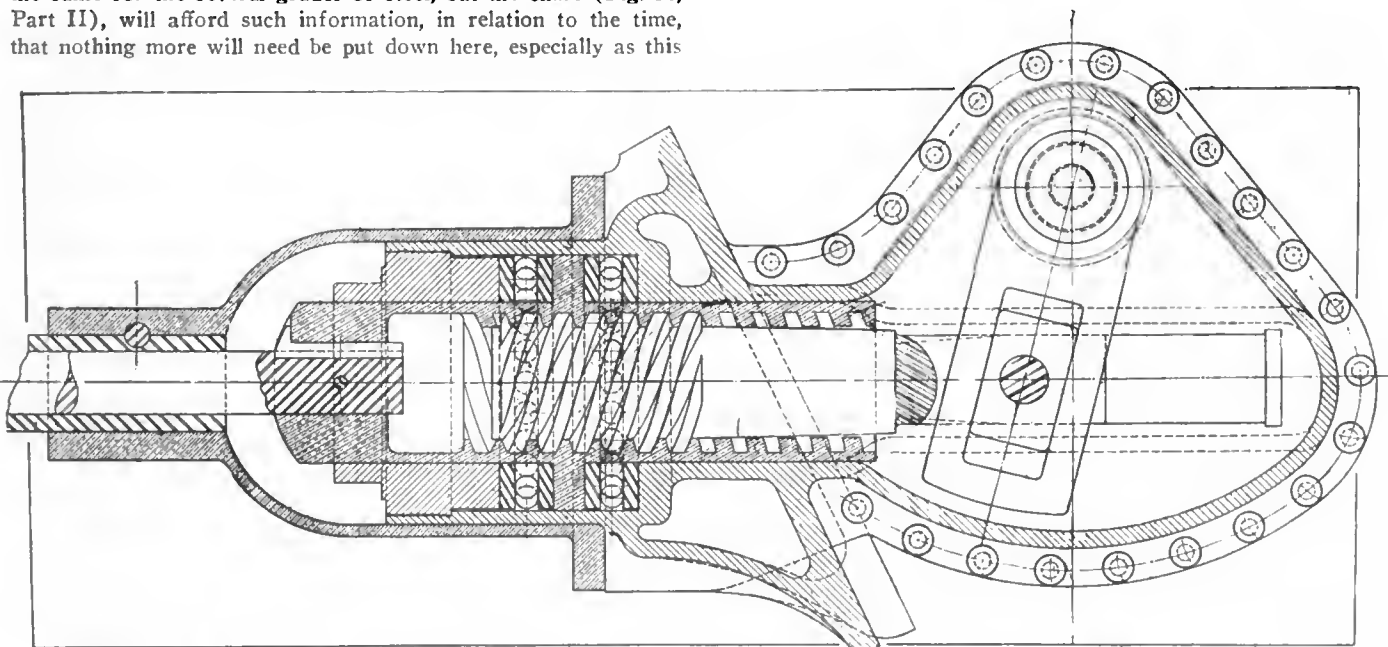 Part II), will afford such information, in relation to the time,
that nothing more will need be put down here, especially as this